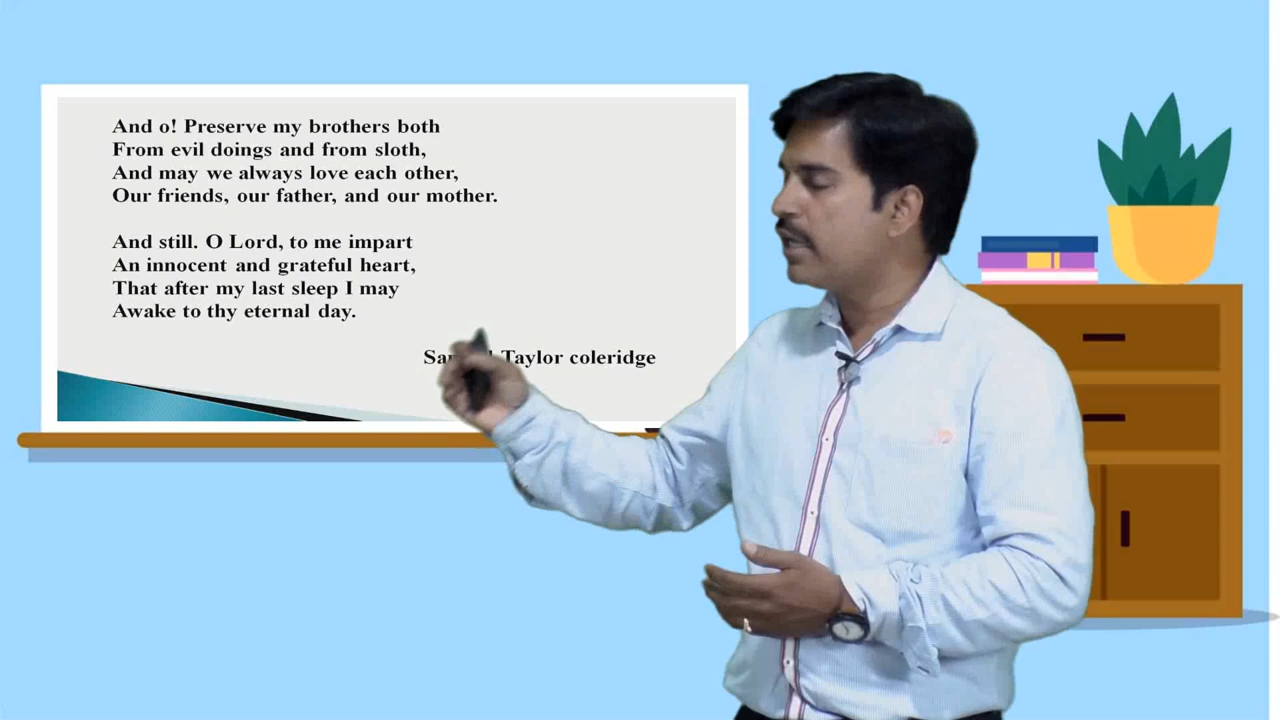 And o! Preserve my brothers both
From evil doings and from sloth,
And may we always love each other,
Our friends, our father, and our mother.
And still. O Lord, to me impart
An innocent and grateful heart,
That after my last sleep I may
Awake to thy eternal day.
Taylor coleridge